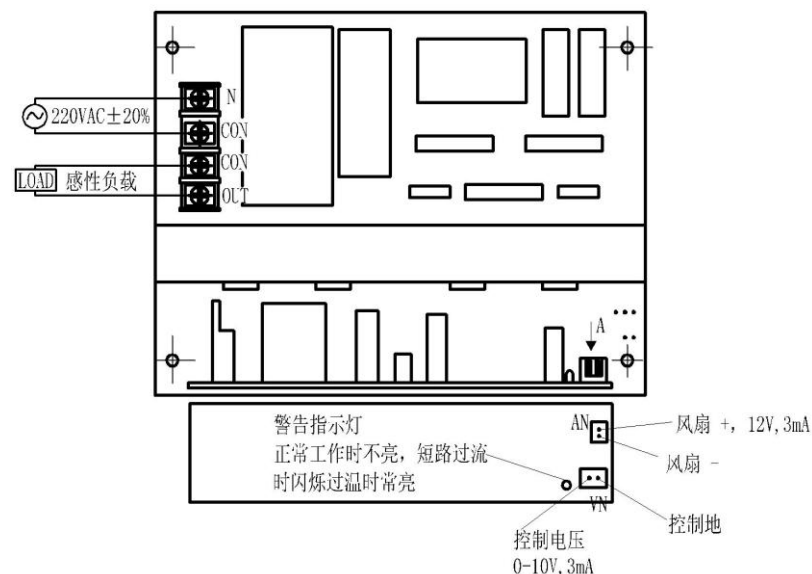 N
220VAC±20%
CON
CON
LOAD 感性负载
OUT
A
警告指示灯
正常工作时不亮，短路过流
时闪烁过温时常亮
AN
风扇 +，12V,3mA
风扇 -
VN
控制地
控制电压
0-10V,3mA